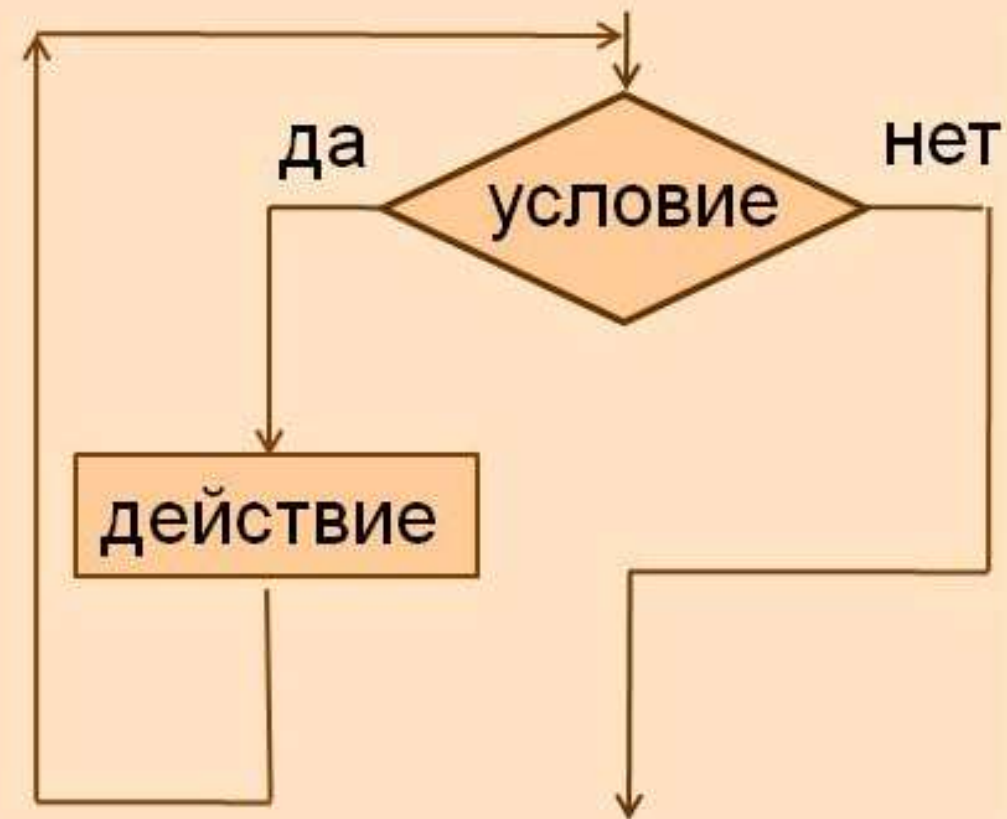 да
нет
условие
действие